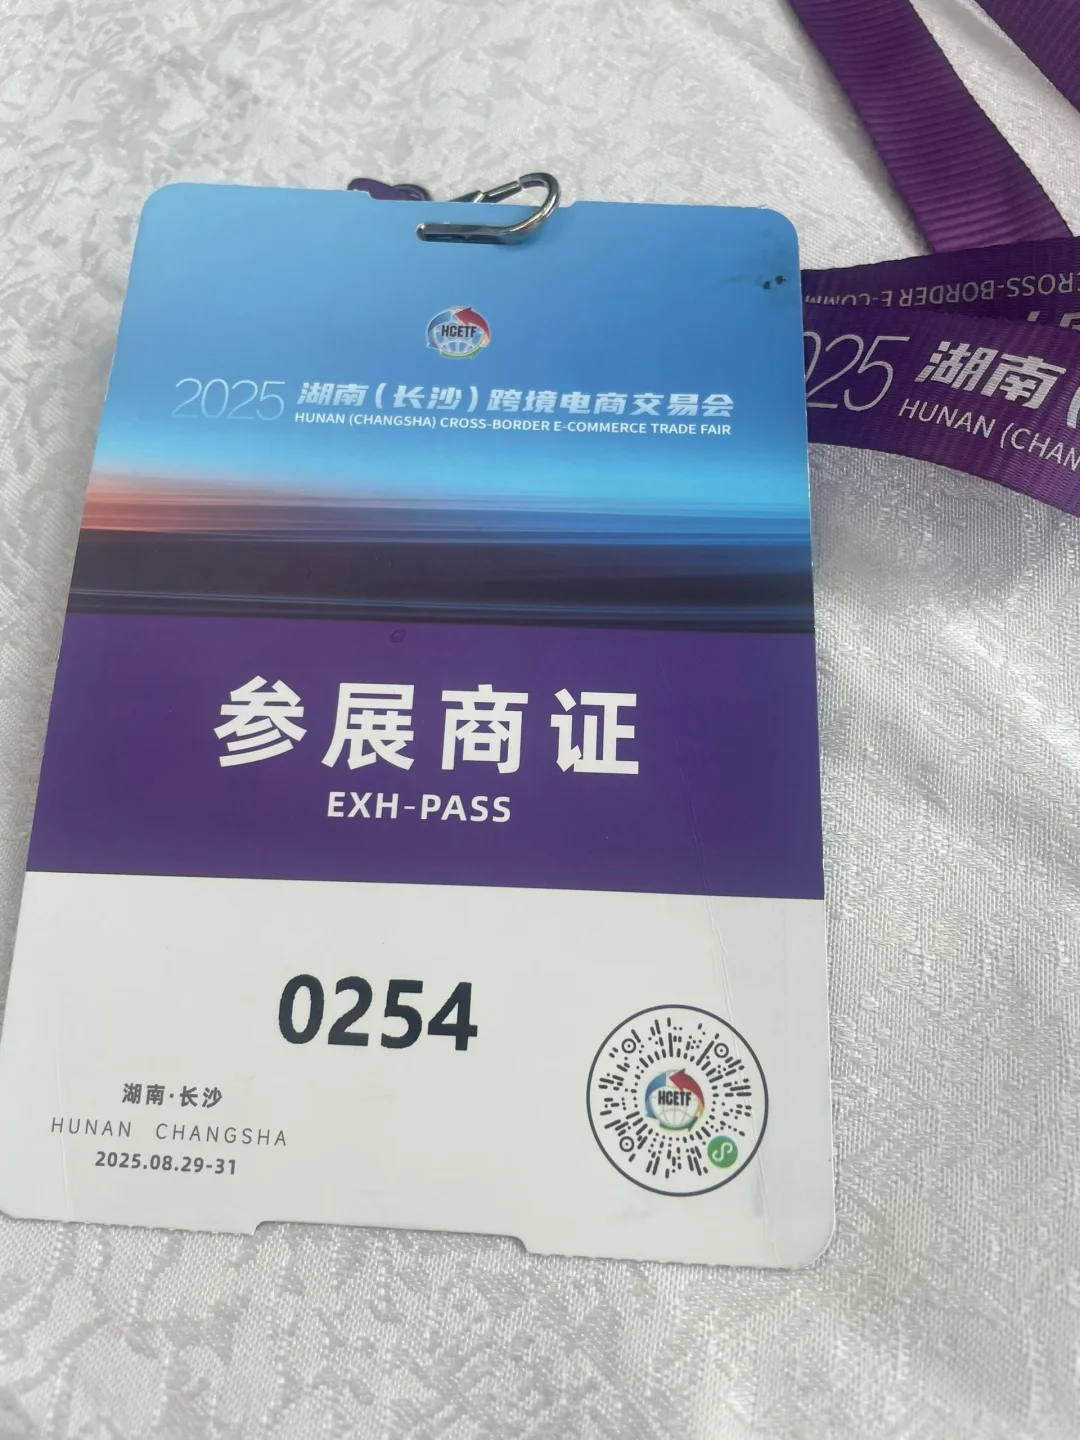 HCETF
2025 湖南(长沙)跨境电商交易会
HUNAN (CHANGSHA) CROSS-BORDER E-COMMERCE TRADE FAIR
参展商证
EXH-PASS
0254
湖南·长沙
HUNAN CHANGSHA
2025.08.29-31
HCETF
CROSS-BORDER E-COMM
025 湖南(
HUNAN (CHAN